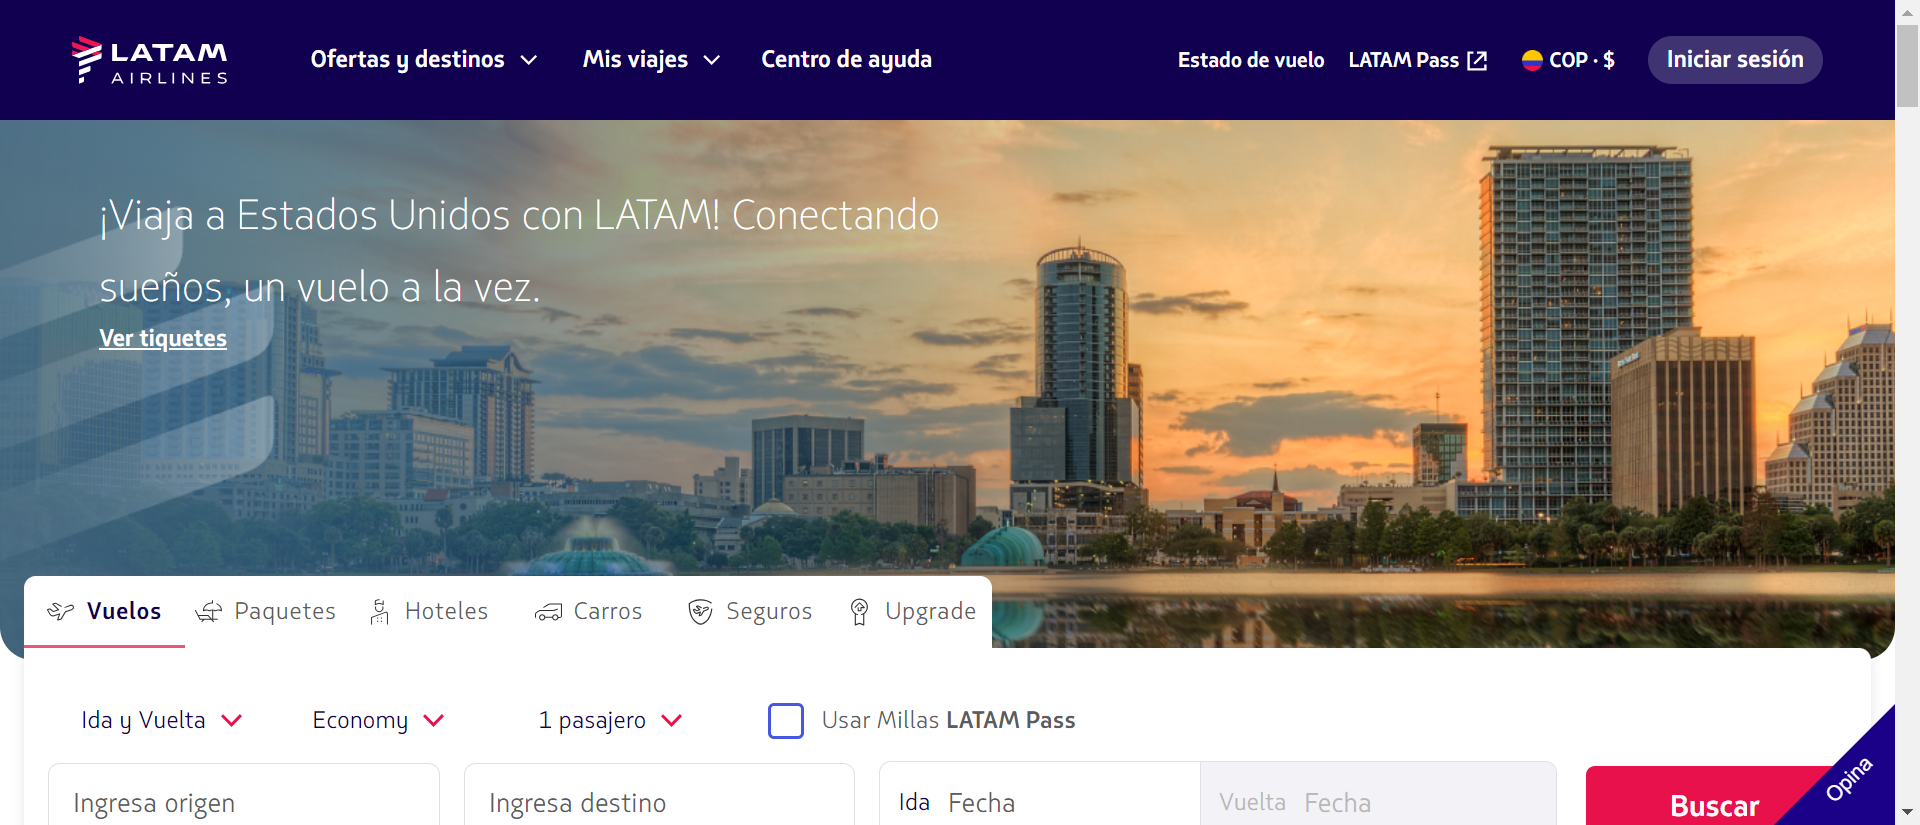 LATAM
AIRLINES
Ofertas y destinos
Mis viajes
Centro de ayuda
Estado de vuelo
LATAM Pass
COP · $
Iniciar sesión
¡Viaja a Estados Unidos con LATAM! Conectando
sueños, un vuelo a la vez.
Ver tiquetes
Vuelos
Paquetes
Hoteles
Carros
Seguros
Upgrade
Ida y Vuelta
Economy
1 pasajero
Usar Millas LATAM Pass
Ingresa origen
Ingresa destino
Ida Fecha
Vuelta Fecha
Buscar
Opina